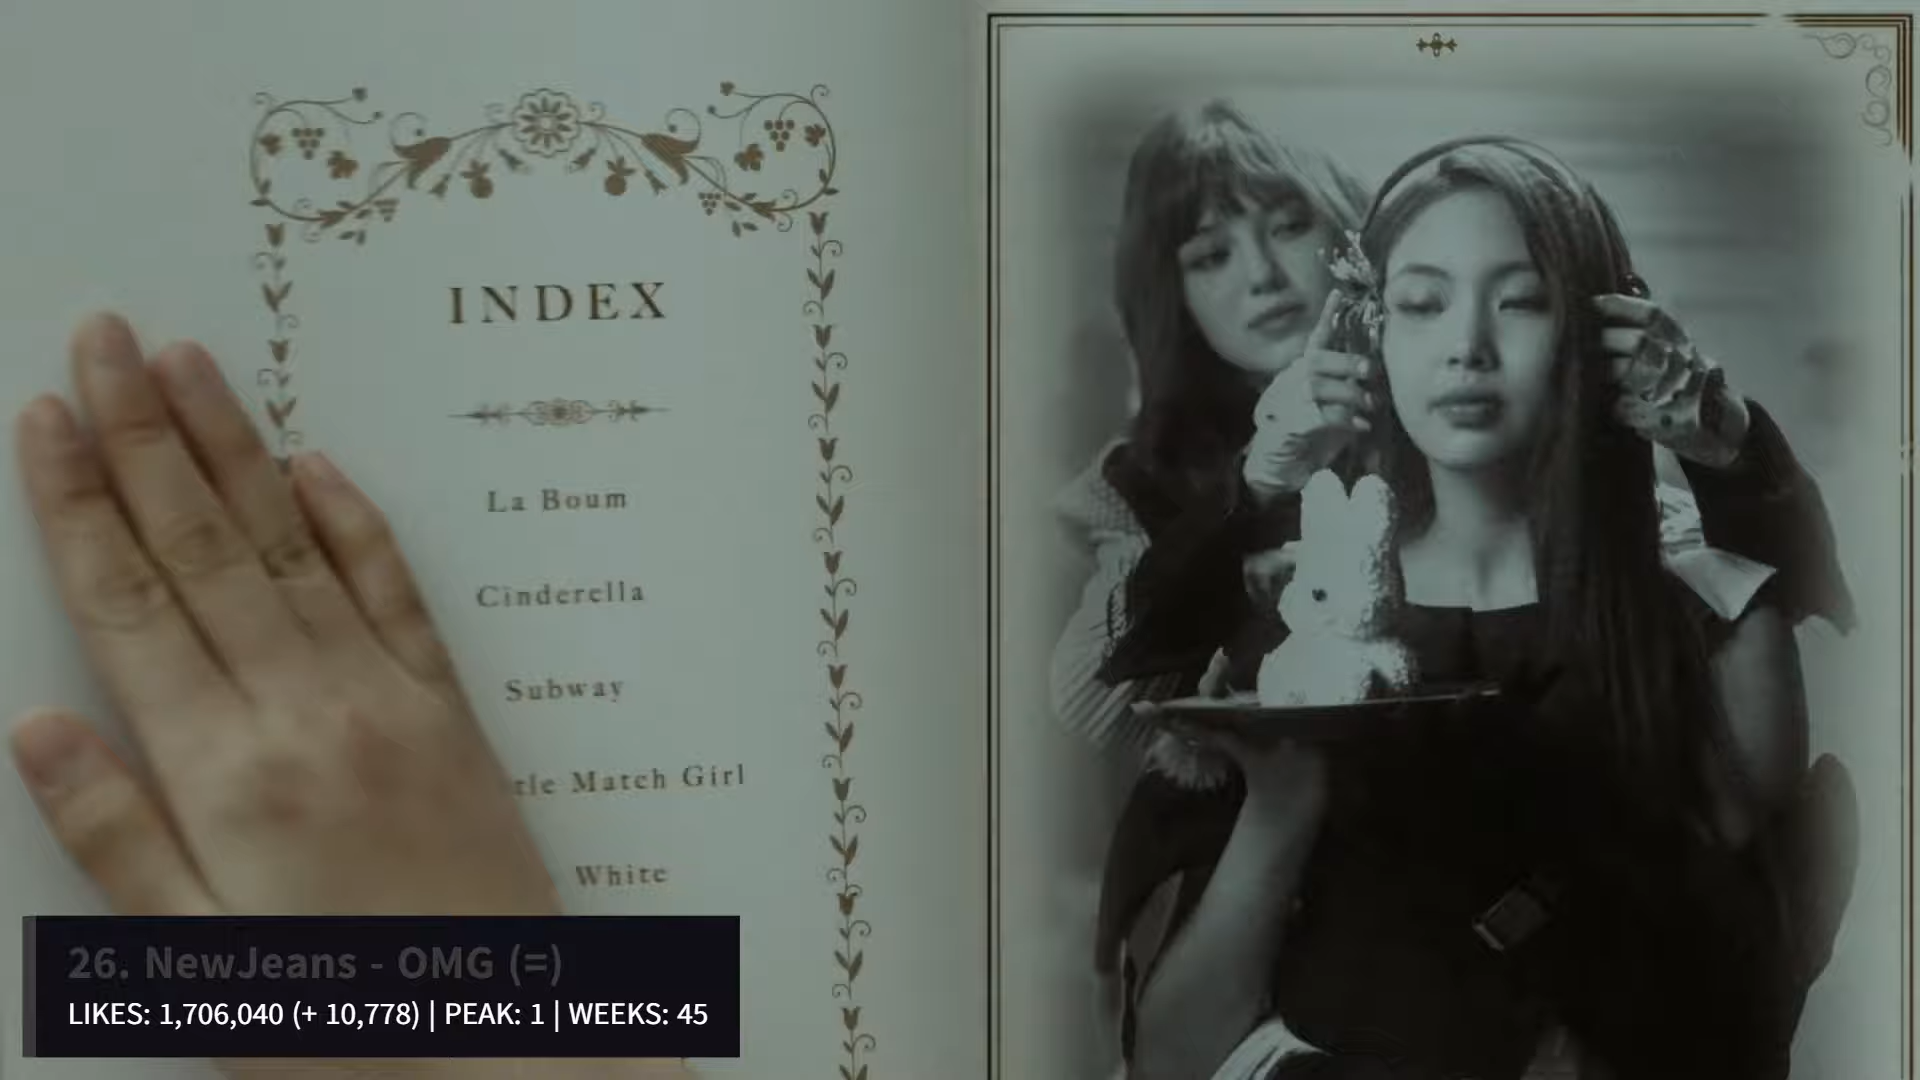 INDEX
La Boum
Cinderella
Subway
tle Match Girl
White
26. NewJeans - OMG (=)
LIKES: 1,706,040 (+ 10,778) | PEAK: 1 | WEEKS: 45